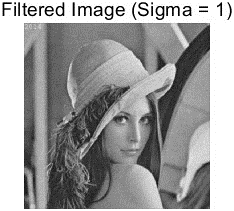 Filtered Image (Sigma = 1)